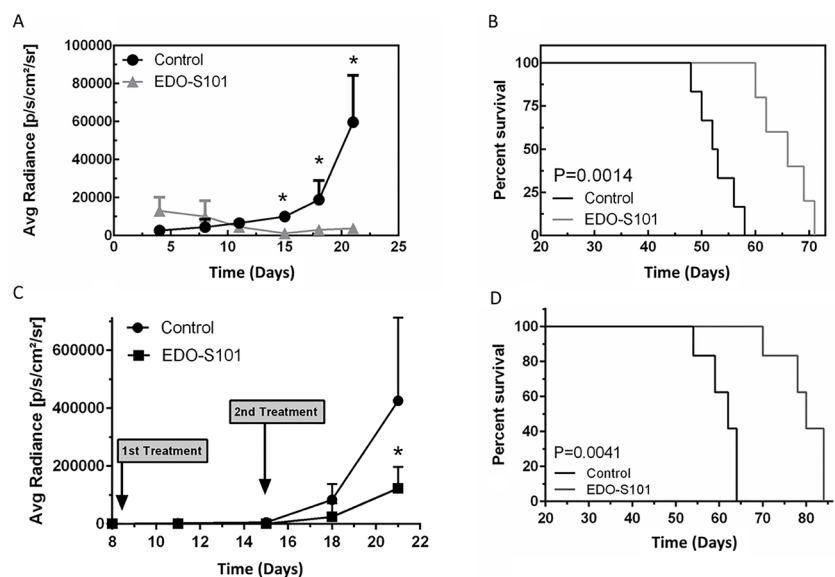 A
Avg Radiance [p/s/cm²/sr]
100000
80000
60000
40000
20000
0
Control
EDO-S101
*
*
*
0 5 10 15 20 25
Time (Days)
B
Percent survival
100
75
50
25
0
P=0.0014
Control
EDO-S101
20 30 40 50 60 70
Time (Days)
C
Avg Radiance [p/s/cm²/sr]
600000
400000
200000
0
Control
EDO-S101
1st Treatment
2nd Treatment
*
8 10 12 14 16 18 20 22
Time (Days)
D
Percent survival
100
80
60
40
20
0
P=0.0041
Control
EDO-S101
20 30 40 50 60 70 80
Time (Days)